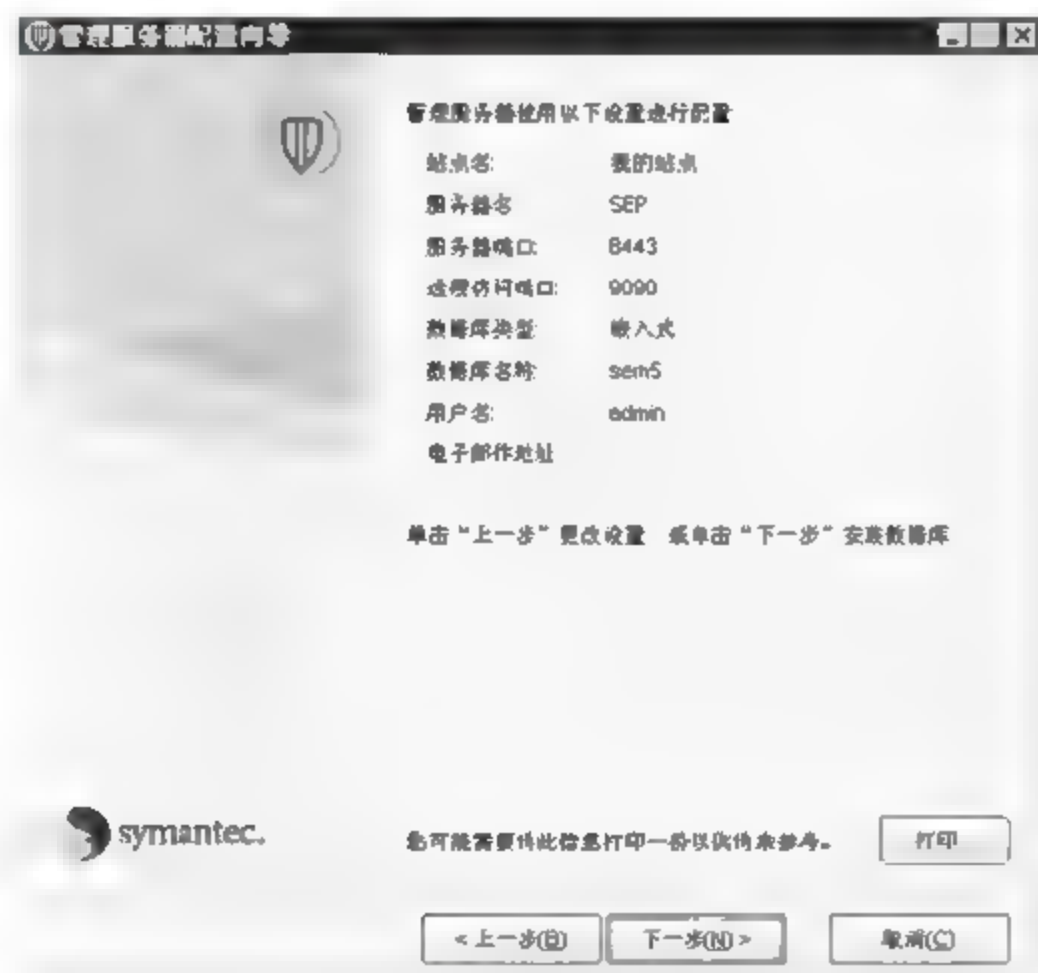 管理服务器配置向导
管理服务器使用以下设置进行配置
站点名: 我的站点
服务器名 SEP
服务器端口: 8443
远程访问端口: 9090
数据库类型 嵌入式
数据库名称 sem5
用户名: admin
电子邮件地址
单击“上一步”更改设置 或单击“下一步”安装数据库
symantec.
您可能需要将此信息打印一份以供将来参考。
打印
< 上一步(B)
下一步(N) >
取消(C)